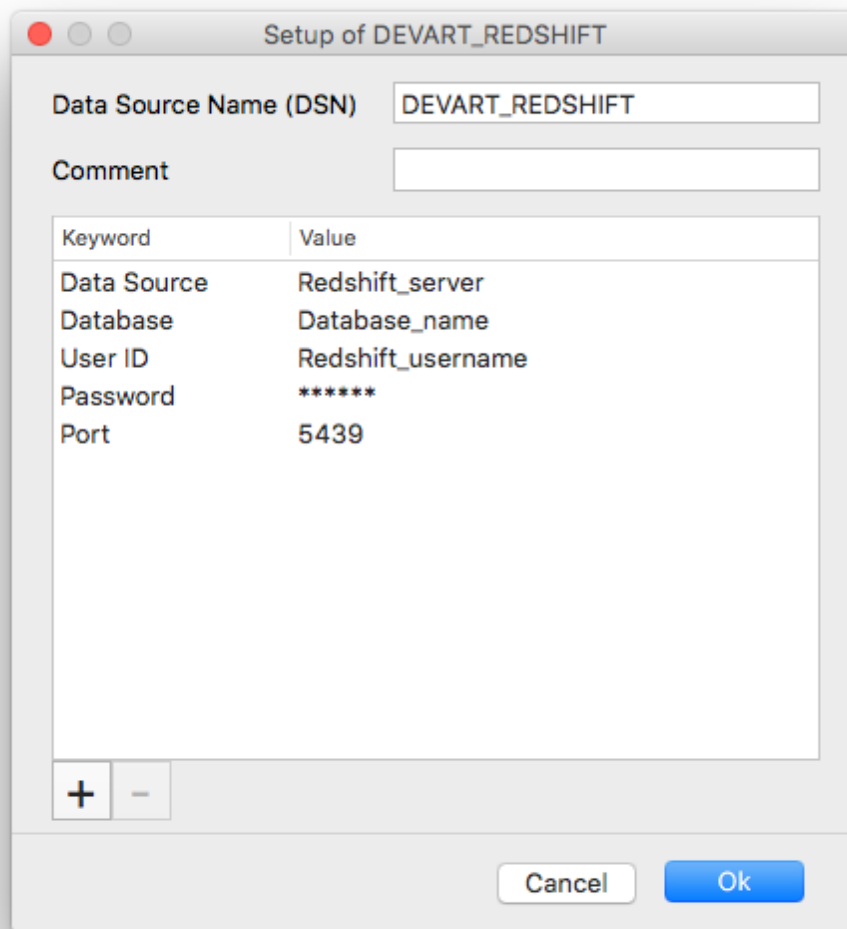 Setup of DEVART_REDSHIFT
Data Source Name (DSN) DEVART_REDSHIFT
Comment
Keyword Value
Data Source Redshift_server
Database Database_name
User ID Redshift_username
Password ******
Port 5439
+ -
Cancel Ok